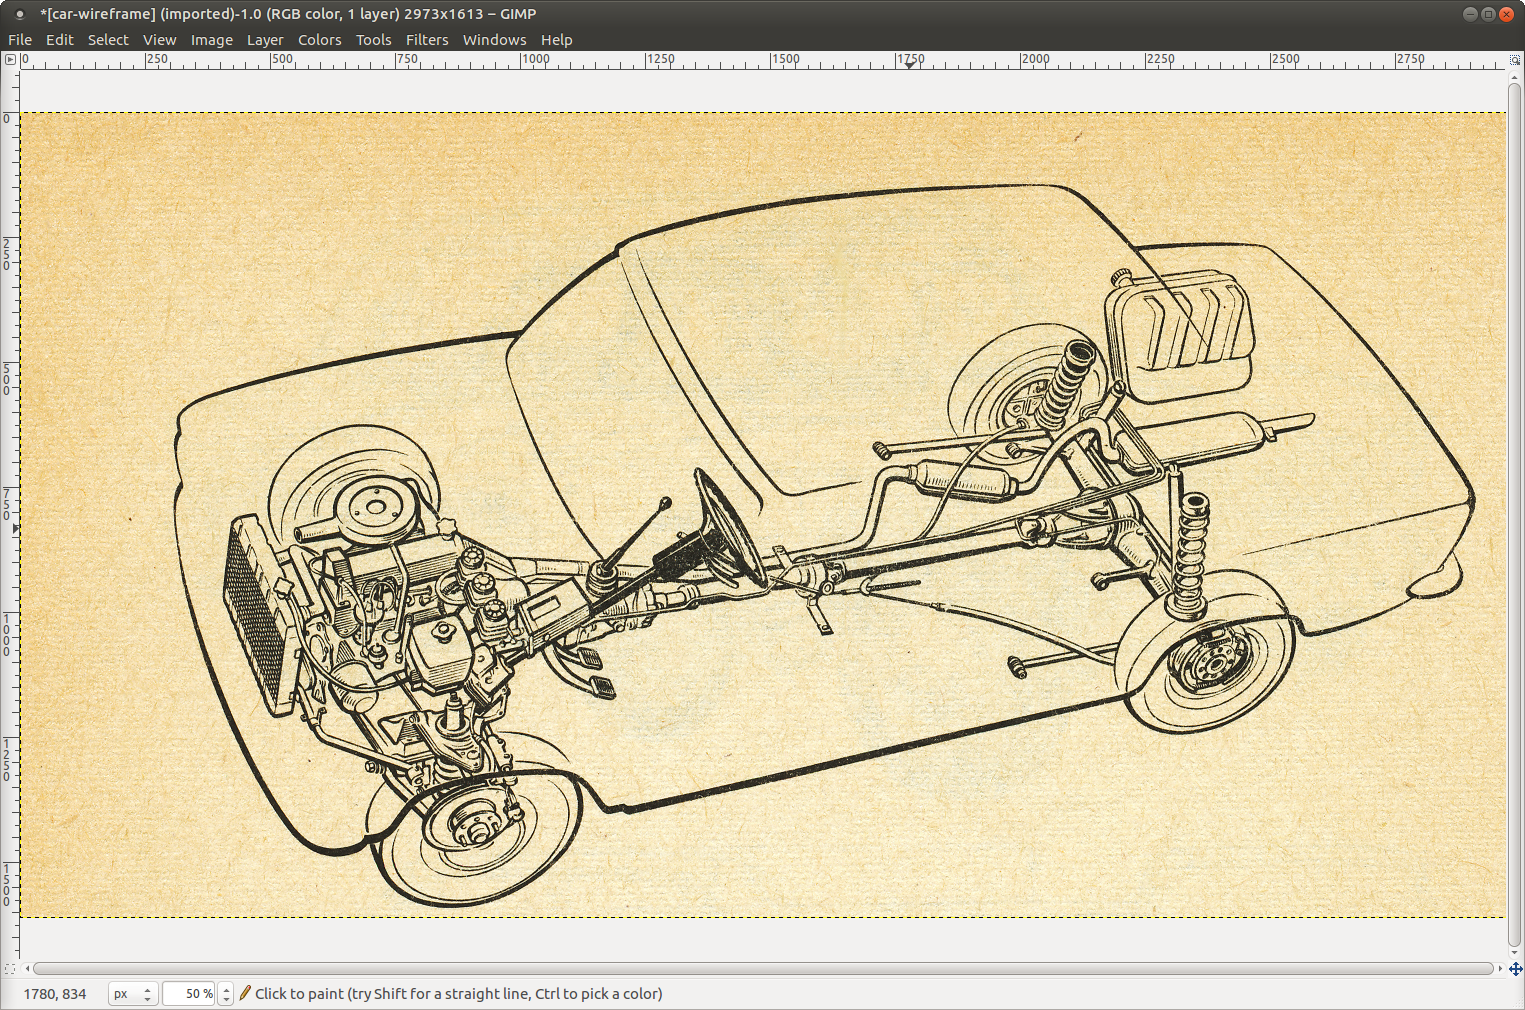 *[car-wireframe] (imported)-1.0 (RGB color, 1 layer) 2973x1613 – GIMP
File Edit Select View Image Layer Colors Tools Filters Windows Help
0 250 500 750 1000 1250 1500 1750 2000 2250 2500 2750
0
250
500
750
1000
1250
1500
1780, 834 px 50 % Click to paint (try Shift for a straight line, Ctrl to pick a color)